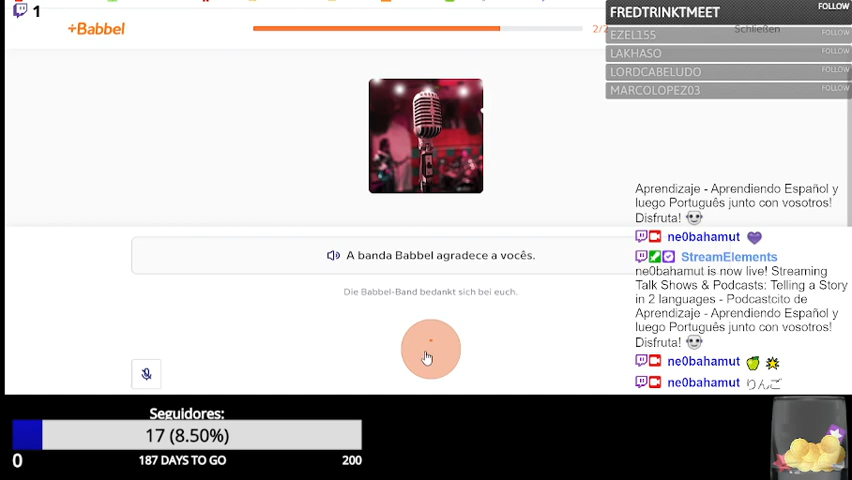 1
+Babbel
2/2
Schließen
FREDTRINKTMEET FOLLOW
EZEL155 FOLLOW
LAKHASO FOLLOW
LORDCABELUDO FOLLOW
MARCOLOPEZ03 FOLLOW
A banda Babbel agradece a vocês.
Die Babbel-Band bedankt sich bei euch.
Aprendizaje - Aprendiendo Español y
luego Português junto con vosotros!
Disfruta!
ne0bahamut
StreamElements
ne0bahamut is now live! Streaming
Talk Shows & Podcasts: Telling a Story
in 2 languages - Podcastcito de
Aprendizaje - Aprendiendo Español y
luego Português junto con vosotros!
Disfruta!
ne0bahamut
ne0bahamut りんご
Seguidores:
17 (8.50%)
0 187 DAYS TO GO 200